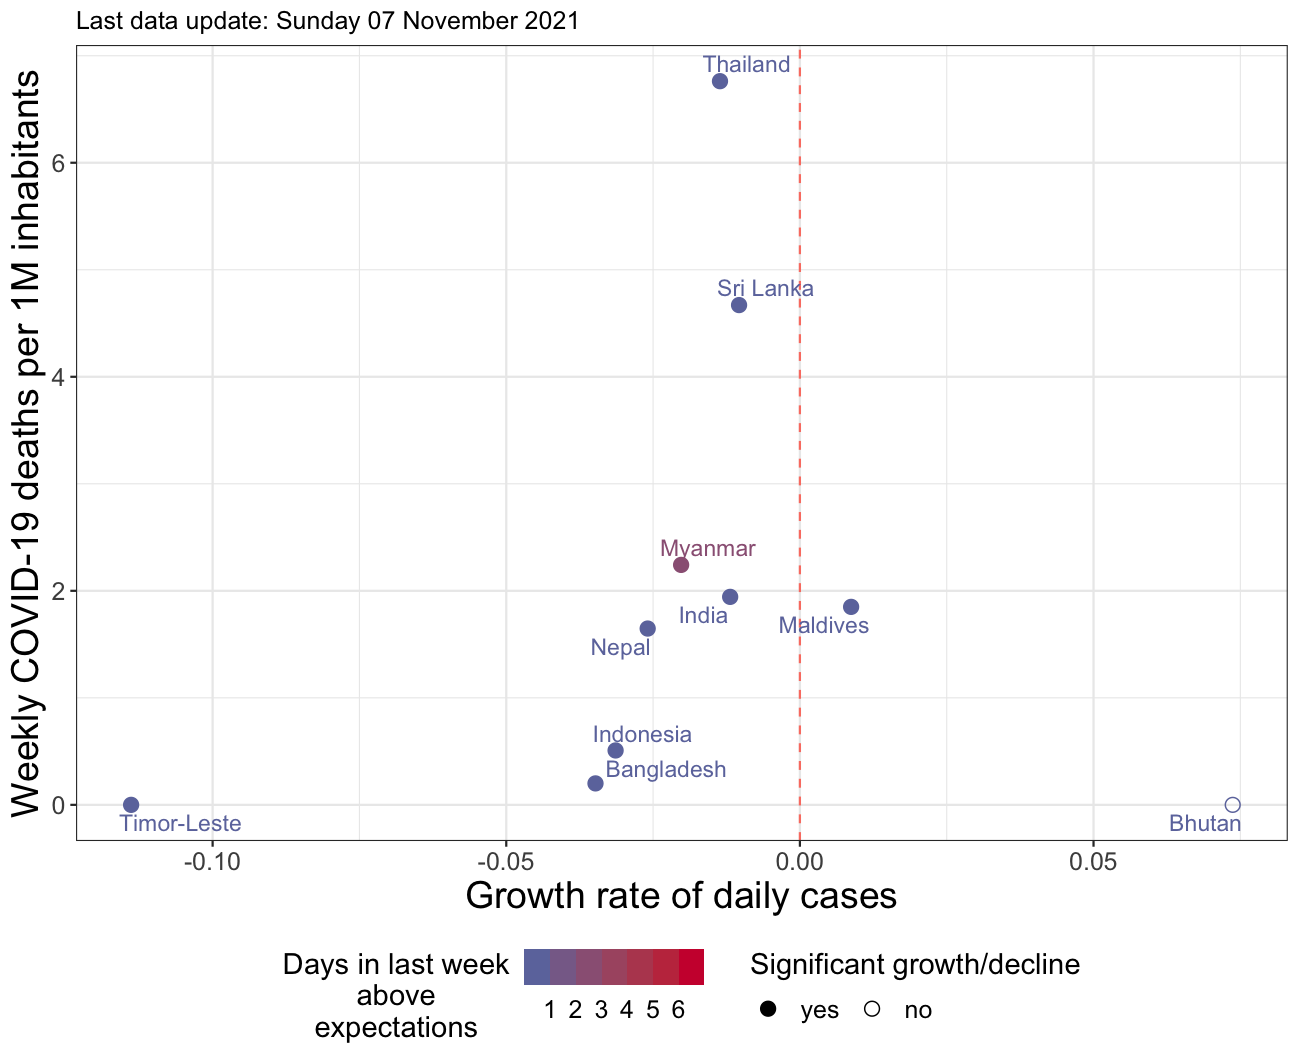 Last data update: Sunday 07 November 2021
Weekly COVID-19 deaths per 1M inhabitants
6
4
2
0
Thailand
Sri Lanka
Myanmar
India
Maldives
Nepal
Indonesia
Bangladesh
Timor-Leste
Bhutan
-0.10 -0.05 0.00 0.05
Growth rate of daily cases
Days in last week
above
expectations
1 2 3 4 5 6
Significant growth/decline
yes no